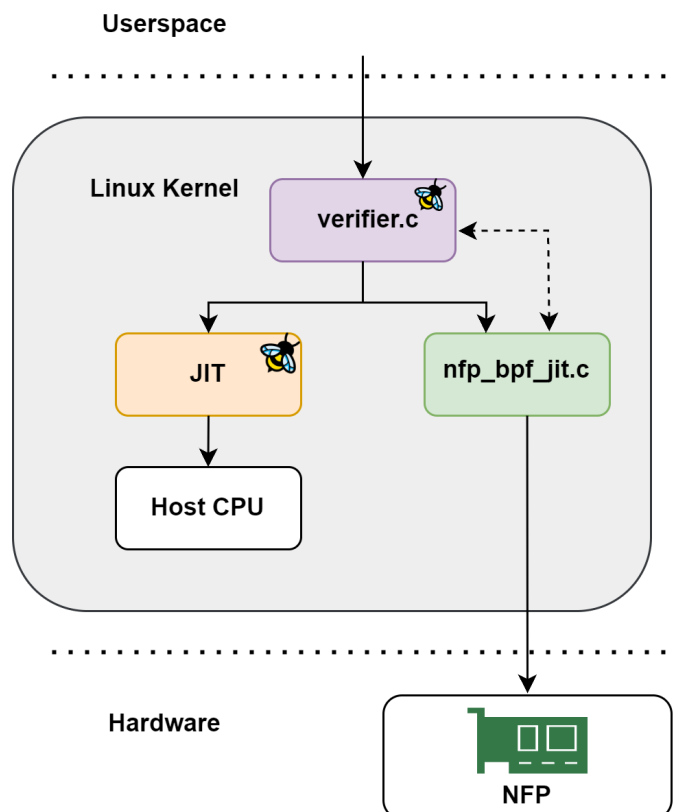 Userspace
Linux Kernel
verifier.c
JIT
nfp_bpf_jit.c
Host CPU
Hardware
NFP